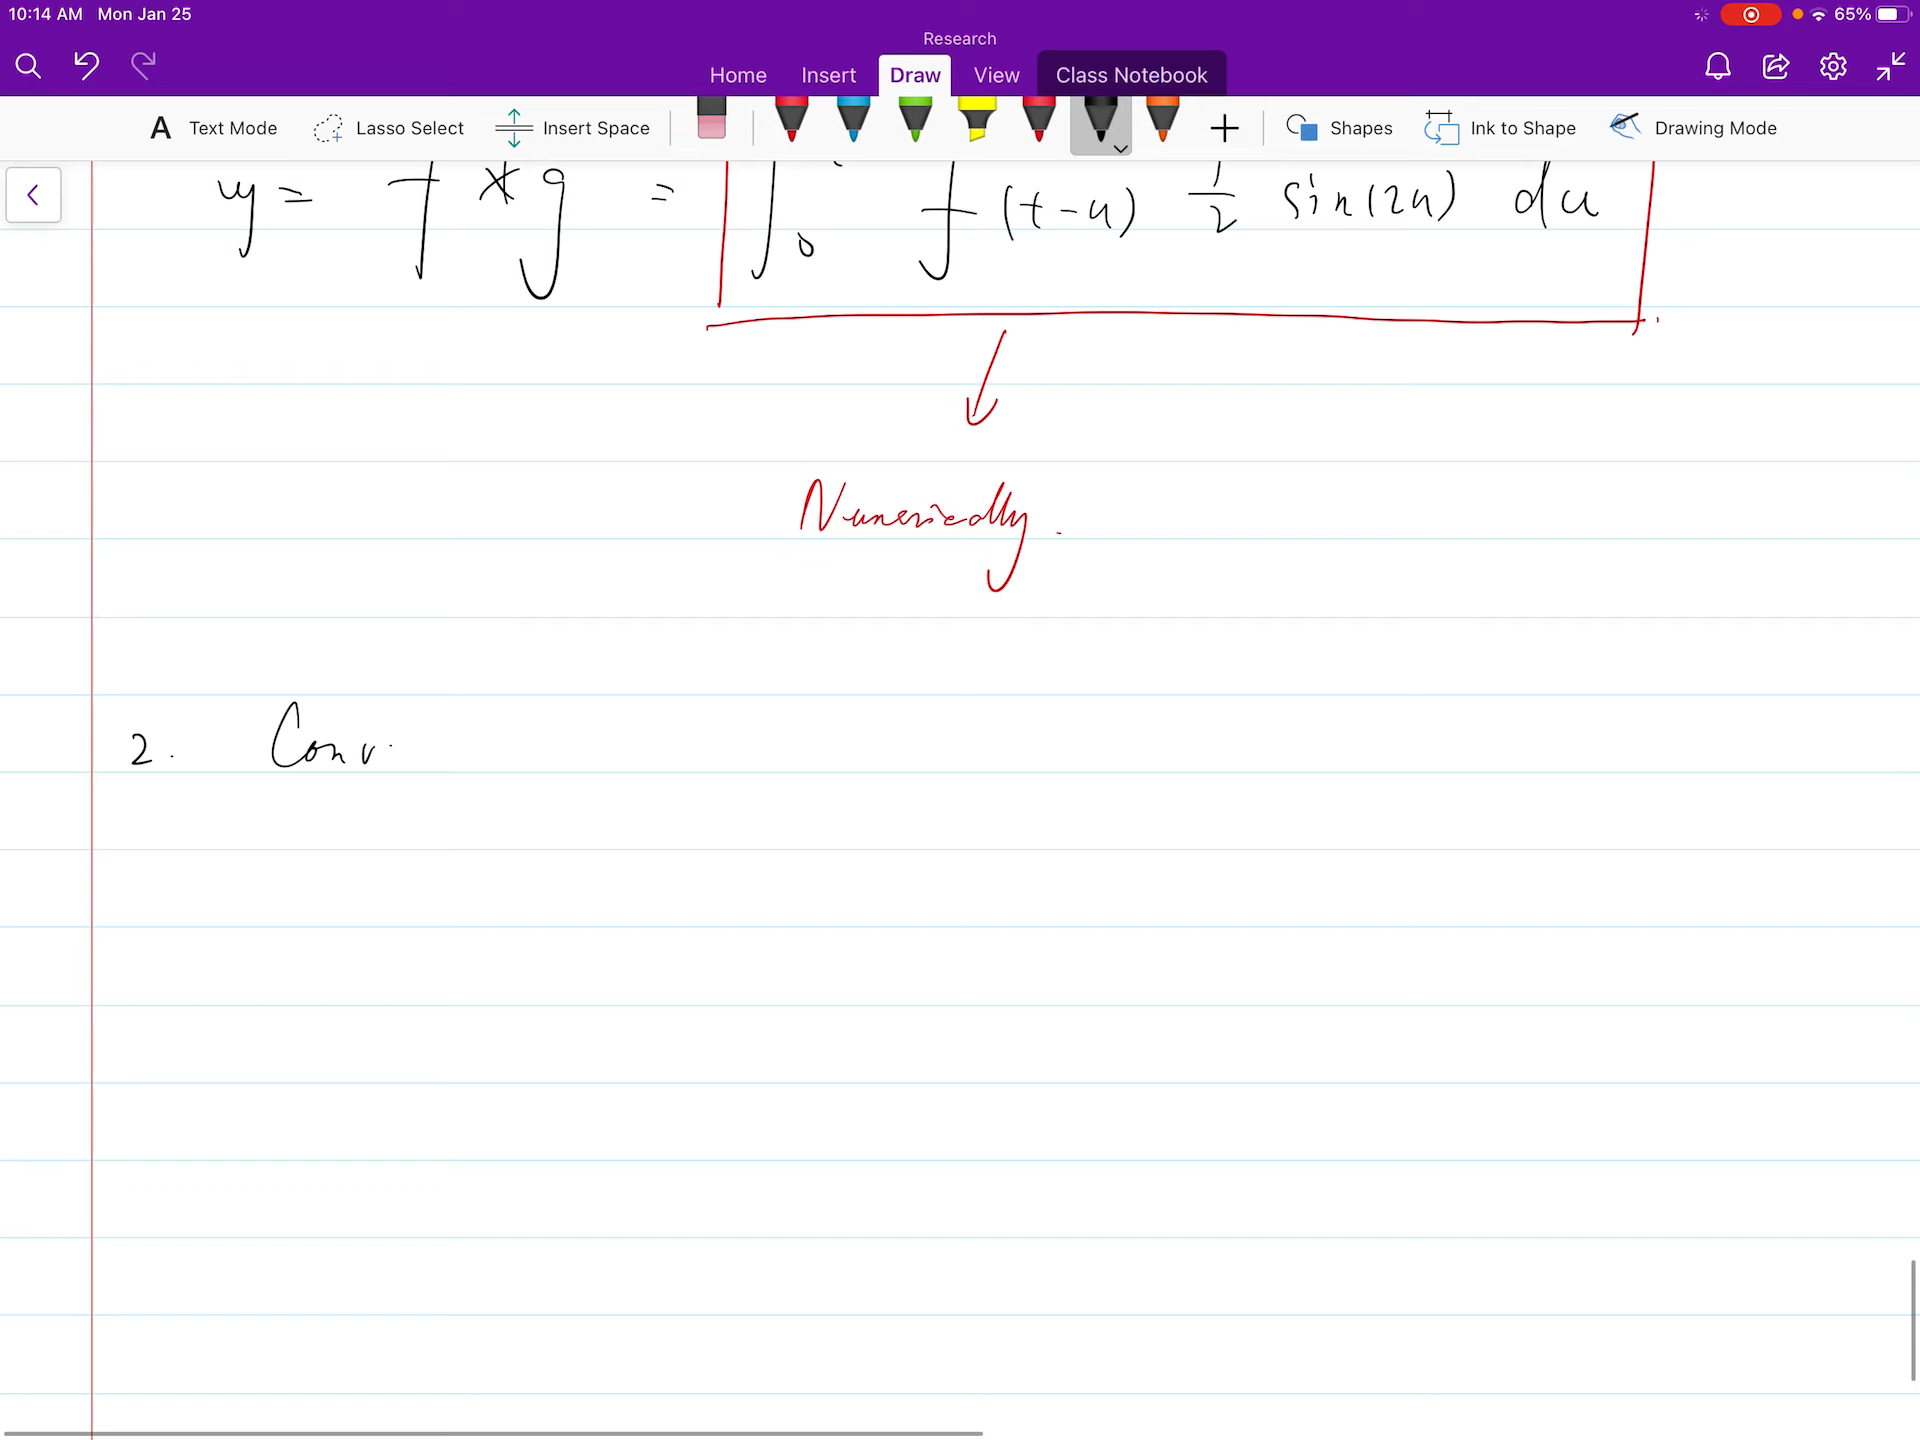 10:14 AM Mon Jan 25
65%
Research
Home Insert Draw View Class Notebook
A Text Mode Lasso Select Insert Space Shapes Ink to Shape Drawing Mode
y = f * g = ∫₀ f(t-u) 1/2 sin(2u) du
Numerically.
2. Conv.